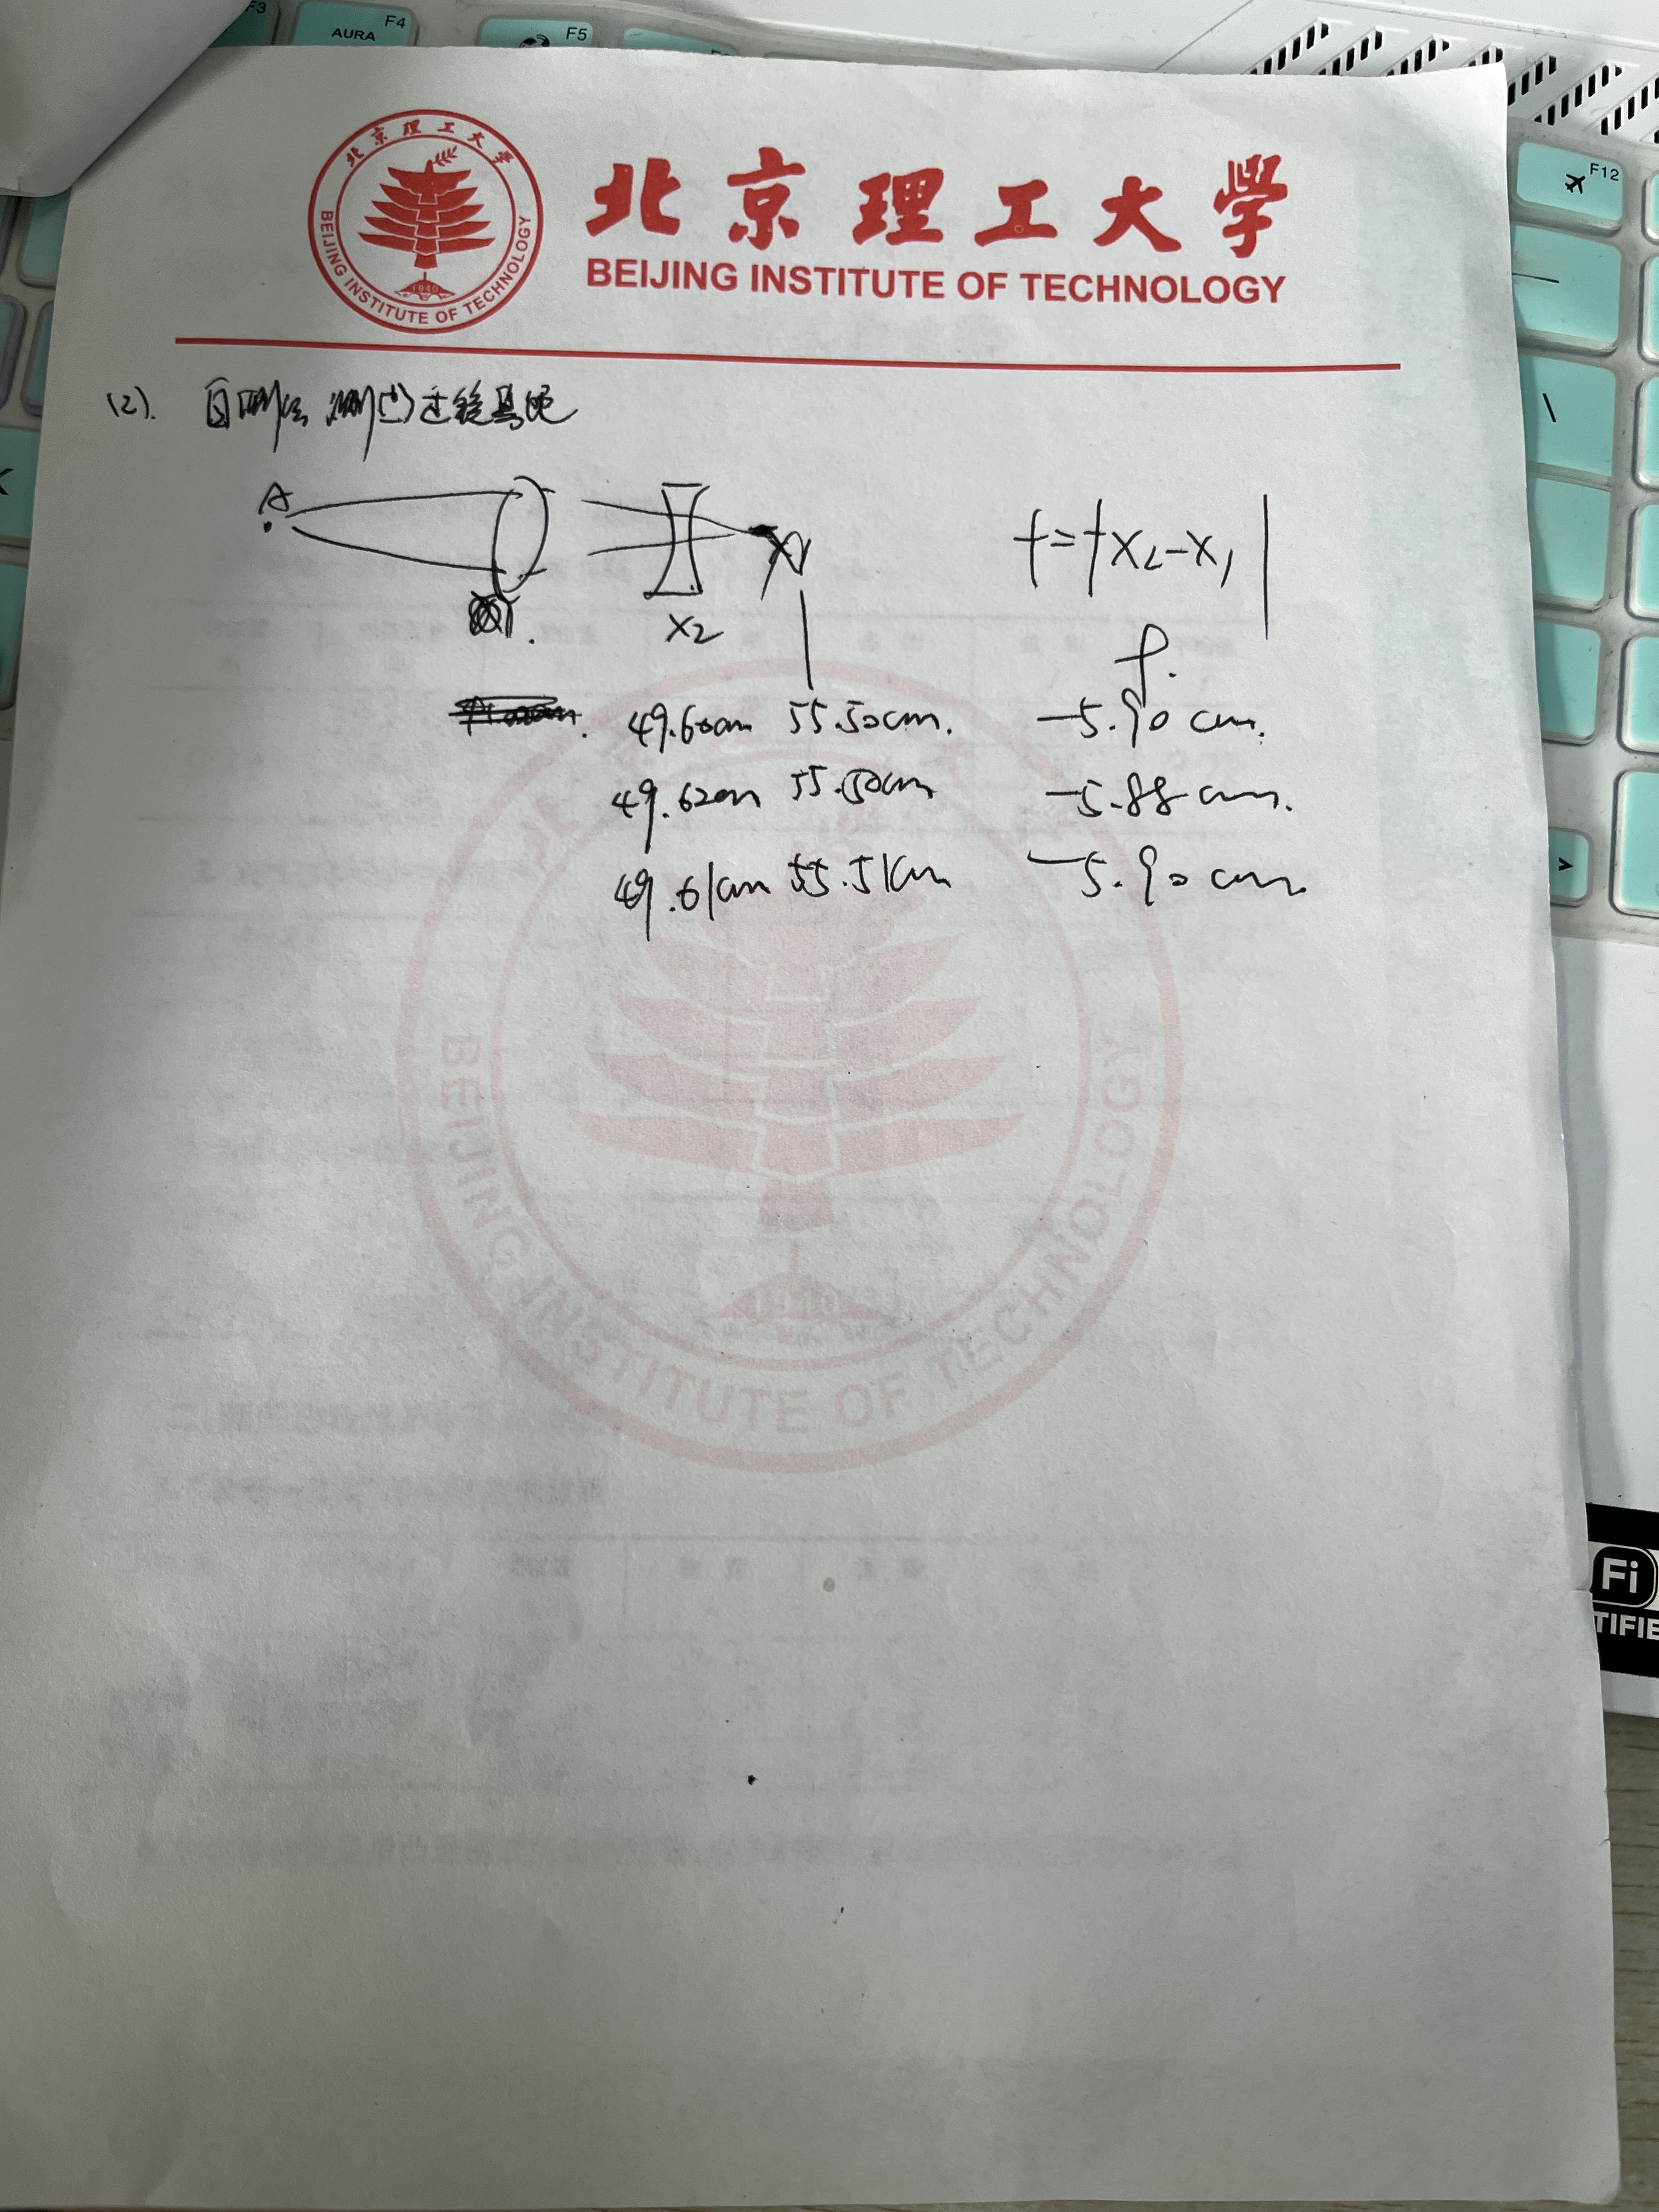 F3
F4
AURA
F5
F12
北京理工大学
BEIJING INSTITUTE OF TECHNOLOGY
北京理工大学
BEIJING INSTITUTE OF TECHNOLOGY
1940
(2). 自准法测凹透镜焦距
A
X1
f=-|X2-X1|
X2
f.
49.60cm 55.50cm. -5.90 cm.
49.62cm 55.50cm -5.88 cm.
49.61cm 55.51cm -5.90 cm.
BEIJING INSTITUTE OF TECHNOLOGY
1940
Fi
TIFIE